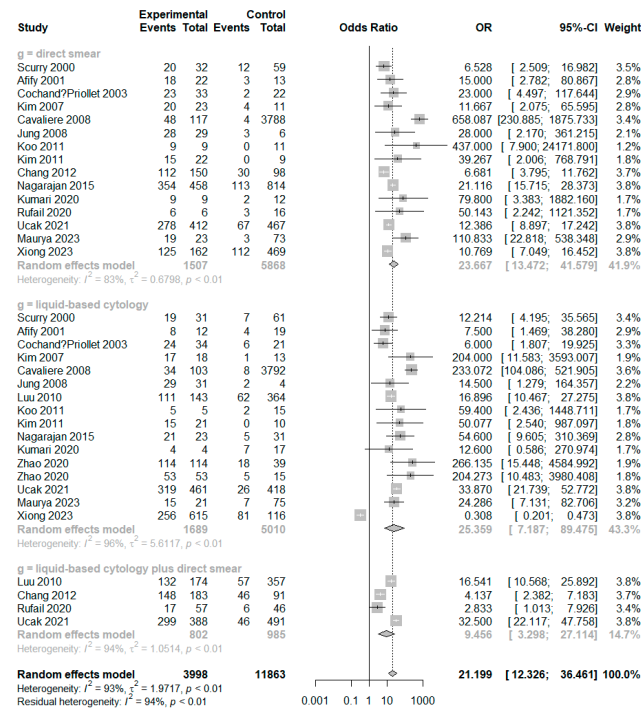 Experimental Control
Study Events Total Events Total Odds Ratio OR 95%-CI Weight
g = direct smear
Scurry 2000 20 32 12 59 6.528 [ 2.509; 16.982] 3.5%
Afify 2001 18 22 3 13 15.000 [ 2.782; 80.867] 2.8%
Cochand?Priollet 2003 23 33 2 22 23.000 [ 4.497; 117.644] 2.9%
Kim 2007 20 23 4 11 11.667 [ 2.075; 65.595] 2.8%
Cavaliere 2008 48 117 4 3788 658.087 [230.885; 1875.733] 3.4%
Jung 2008 28 29 3 6 28.000 [ 2.170; 361.215] 2.1%
Koo 2011 9 9 0 11 437.000 [ 7.900; 24171.800] 1.2%
Kim 2011 15 22 0 9 39.267 [ 2.006; 768.791] 1.8%
Chang 2012 112 150 30 98 6.681 [ 3.795; 11.762] 3.7%
Nagarajan 2015 354 458 113 814 21.116 [ 15.715; 28.373] 3.8%
Kumari 2020 9 9 2 12 79.800 [ 3.383; 1882.160] 1.7%
Rufail 2020 6 6 3 16 50.143 [ 2.242; 1121.352] 1.7%
Ucak 2021 278 412 67 467 12.386 [ 8.897; 17.242] 3.8%
Maurya 2023 19 23 3 73 110.833 [ 22.818; 538.348] 2.9%
Xiong 2023 125 162 112 469 10.769 [ 7.049; 16.452] 3.8%
Random effects model 1507 5868 23.667 [ 13.472; 41.579] 41.9%
Heterogeneity: I² = 83%, τ² = 0.6798, p < 0.01
g = liquid-based cytology
Scurry 2000 19 31 7 61 12.214 [ 4.195; 35.565] 3.4%
Afify 2001 8 12 4 19 7.500 [ 1.469; 38.280] 2.9%
Cochand?Priollet 2003 24 34 6 21 6.000 [ 1.807; 19.925] 3.2%
Kim 2007 17 18 1 13 204.000 [ 11.583; 3593.007] 1.9%
Cavaliere 2008 34 103 8 3792 233.072 [104.086; 521.905] 3.6%
Jung 2008 29 31 2 4 14.500 [ 1.279; 164.357] 2.1%
Luu 2010 111 143 62 364 16.896 [ 10.467; 27.275] 3.8%
Koo 2011 5 5 2 15 59.400 [ 2.436; 1448.711] 1.7%
Kim 2011 15 21 0 10 50.077 [ 2.540; 987.097] 1.8%
Nagarajan 2015 21 23 5 31 54.600 [ 9.605; 310.369] 2.8%
Kumari 2020 4 4 7 17 12.600 [ 0.586; 270.974] 1.7%
Zhao 2020 114 114 18 39 266.135 [ 15.448; 4584.992] 1.9%
Zhao 2020 53 53 5 15 204.273 [ 10.483; 3980.408] 1.8%
Ucak 2021 319 461 26 418 33.870 [ 21.739; 52.772] 3.8%
Maurya 2023 15 21 7 75 24.286 [ 7.131; 82.706] 3.2%
Xiong 2023 256 615 81 116 0.308 [ 0.201; 0.473] 3.8%
Random effects model 1689 5010 25.359 [ 7.187; 89.475] 43.3%
Heterogeneity: I² = 96%, τ² = 5.6117, p < 0.01
g = liquid-based cytology plus direct smear
Luu 2010 132 174 57 357 16.541 [ 10.568; 25.892] 3.8%
Chang 2012 148 183 46 91 4.137 [ 2.382; 7.183] 3.7%
Rufail 2020 17 57 6 46 2.833 [ 1.013; 7.926] 3.4%
Ucak 2021 299 388 46 491 32.500 [ 22.117; 47.758] 3.8%
Random effects model 802 985 9.456 [ 3.298; 27.114] 14.7%
Heterogeneity: I² = 94%, τ² = 1.0514, p < 0.01
Random effects model 3998 11863 21.199 [12.326; 36.461] 100.0%
Heterogeneity: I² = 93%, τ² = 1.9717, p < 0.01
Residual heterogeneity: I² = 94%, p < 0.01
0.001 0.1 1 10 1000